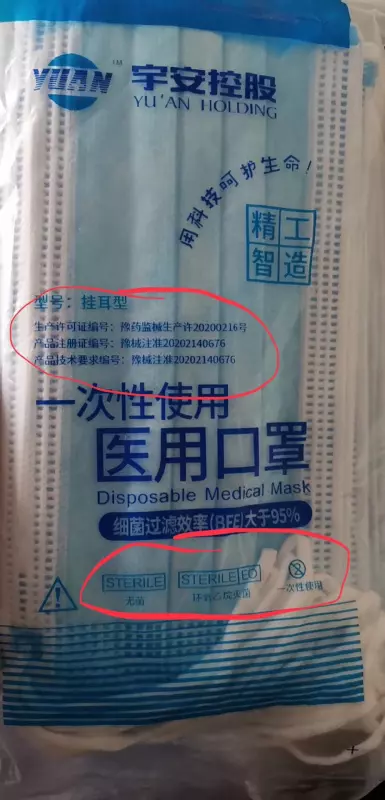 YUAN
TM
宇安控股
YU'AN HOLDING
用科技呵护生命!
精工
智造
型号：挂耳型
生产许可证编号：豫药监械生产许20200216号
产品注册证编号：豫械注准20202140676
产品技术要求编号：豫械注准20202140676
一次性使用
医用口罩
Disposable Medical Mask
细菌过滤效率(BFE)大于95%
STERILE
STERILE EO
无菌
环氧乙烷灭菌
一次性使用